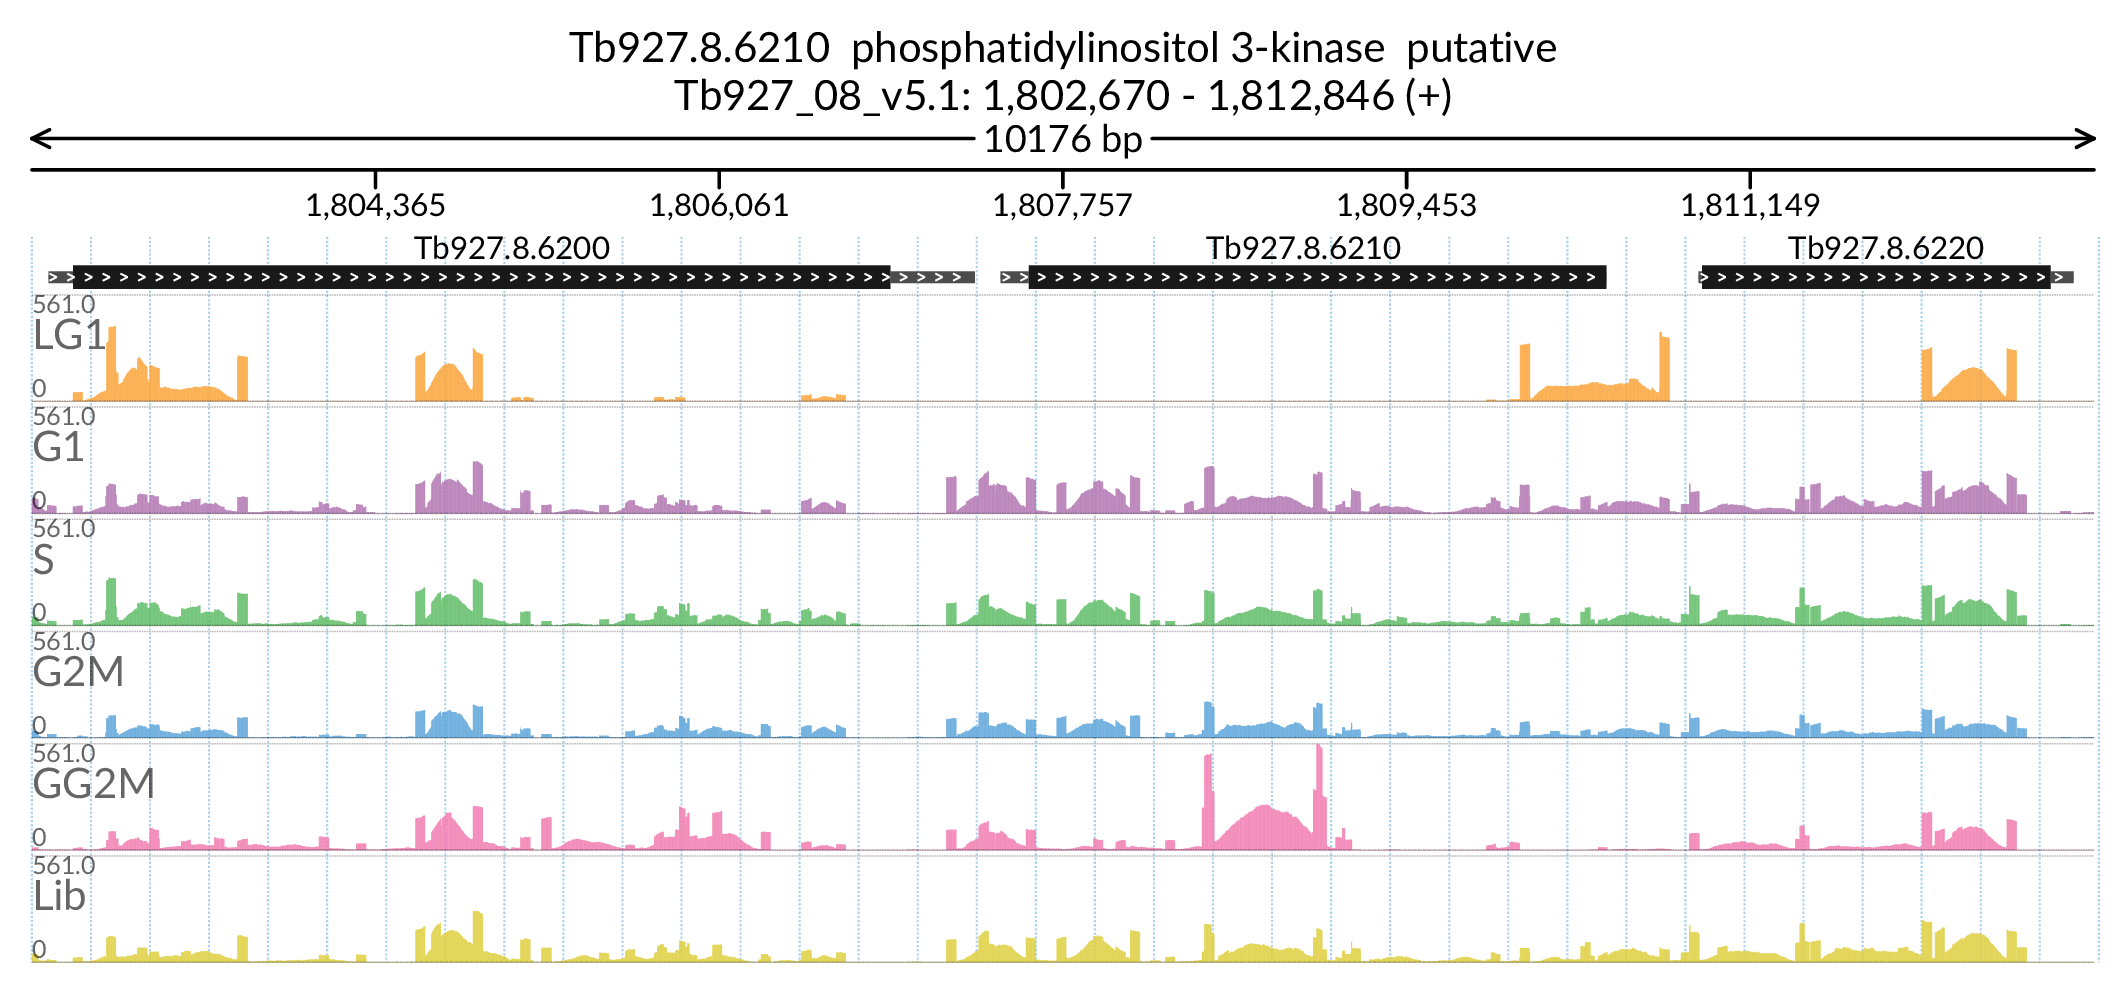 Tb927.8.6210  phosphatidylinositol 3-kinase  putative
Tb927_08_v5.1: 1,802,670 - 1,812,846 (+)
10176 bp
1,804,365 1,806,061 1,807,757 1,809,453 1,811,149
Tb927.8.6200 Tb927.8.6210 Tb927.8.6220
561.0
LG1
0
561.0
G1
0
561.0
S
0
561.0
G2M
0
561.0
GG2M
0
561.0
Lib
0